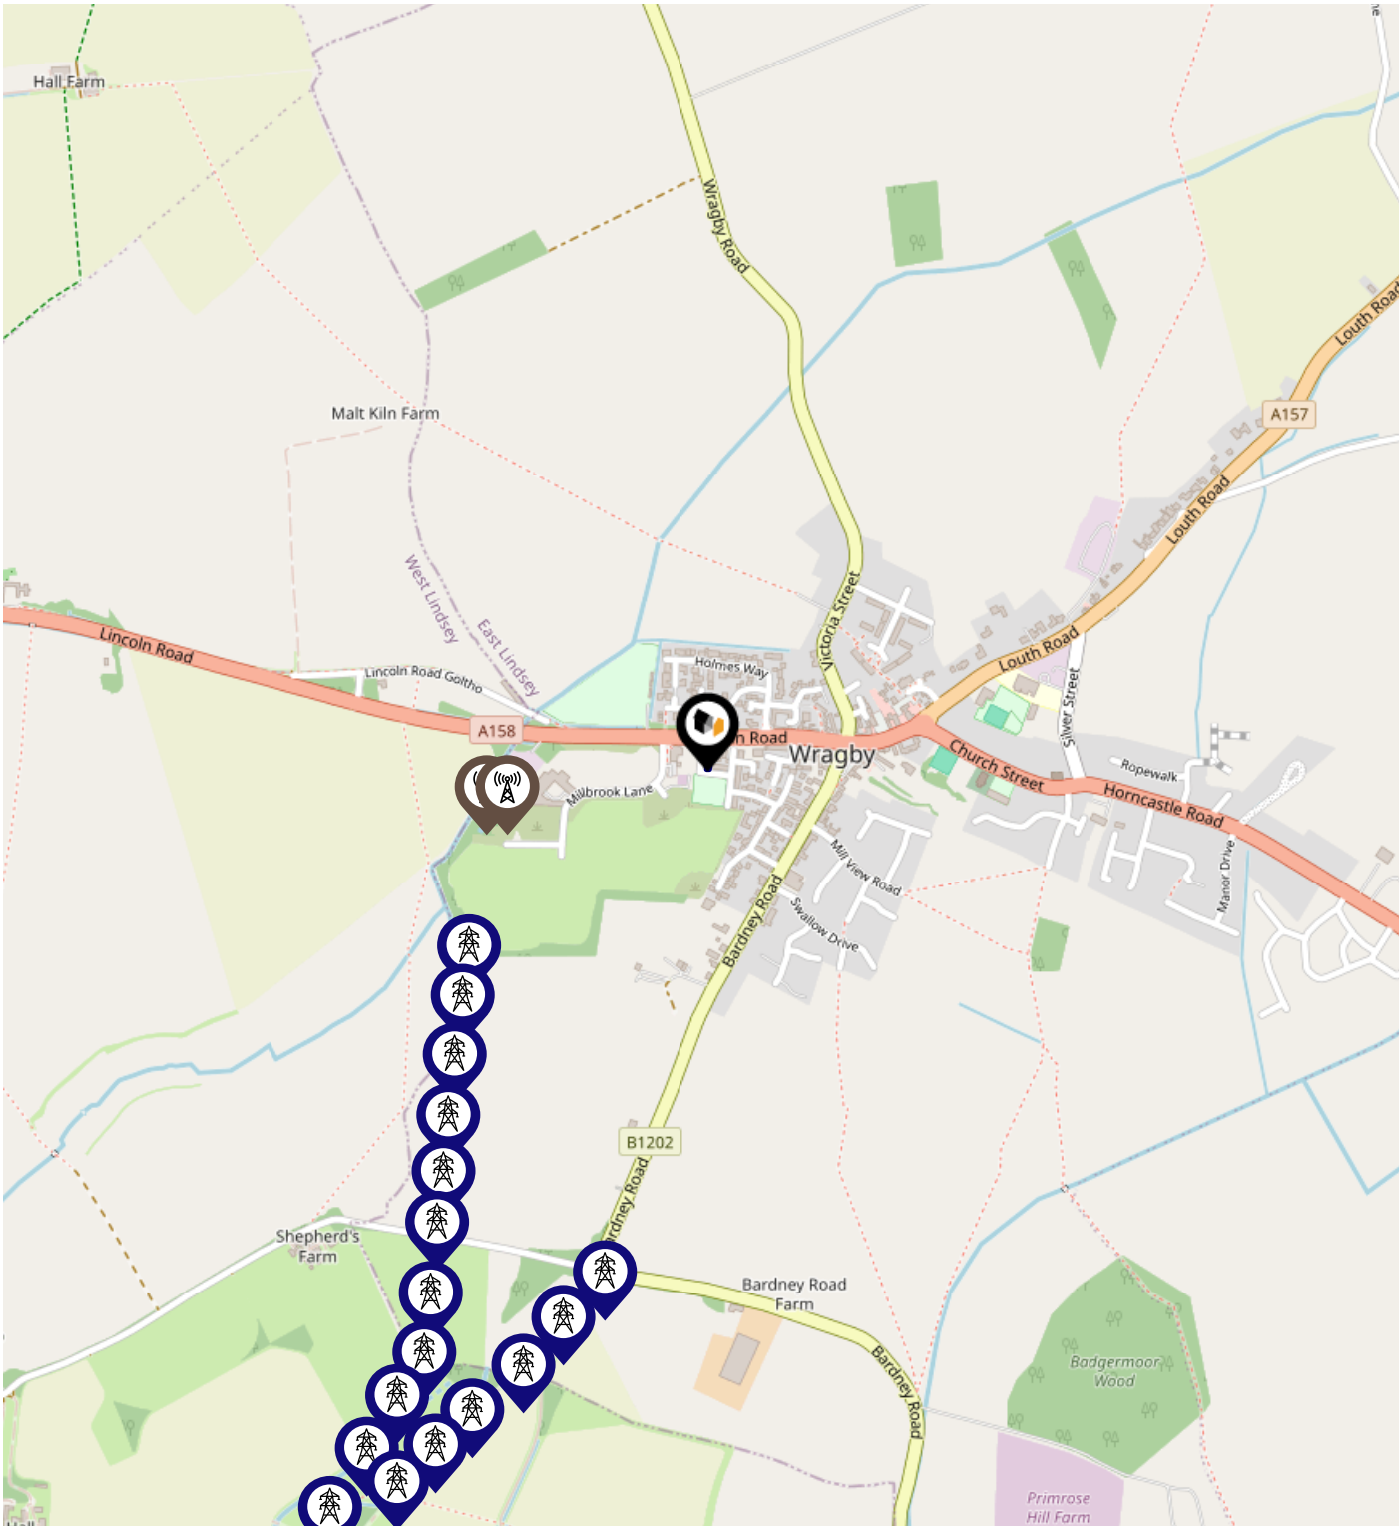 Hall Farm
Wragby Road
Louth Road
A157
Malt Kiln Farm
Louth Road
West Lindsey
East Lindsey
Victoria Street
Lincoln Road
Holmes Way
Louth Road
Lincoln Road Goltho
Silver Street
A158
Road
Wragby
Church Street
Ropewalk
Millbrook Lane
Horncastle Road
Mill View Road
Manor Drive
Bardney Road
Swallow Drive
B1202
Shepherd's
Farm
Bardney Road
Farm
Bardney Road
Badgermoor
Wood
Primrose
Hill Farm